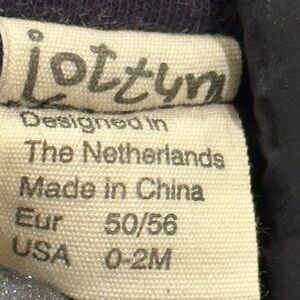 jottum
Designed in
The Netherlands
Made in China
Eur 50/56
USA 0-2M